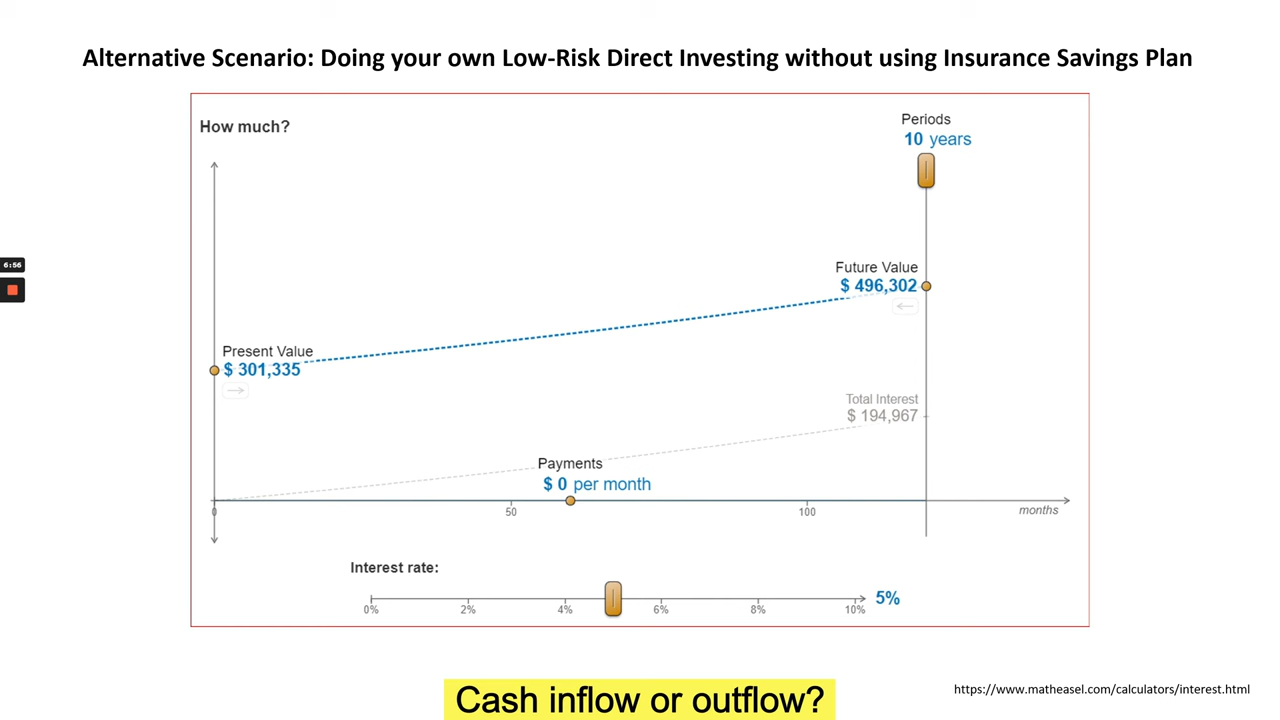 Alternative Scenario: Doing your own Low-Risk Direct Investing without using Insurance Savings Plan
How much?
Periods
10 years
6:56
Future Value
$ 496,302
Present Value
$ 301,335
Total Interest
$ 194,967
Payments
$ 0 per month
0 50 100 months
Interest rate:
0% 2% 4% 6% 8% 10% 5%
Cash inflow or outflow?
https://www.matheasel.com/calculators/interest.html